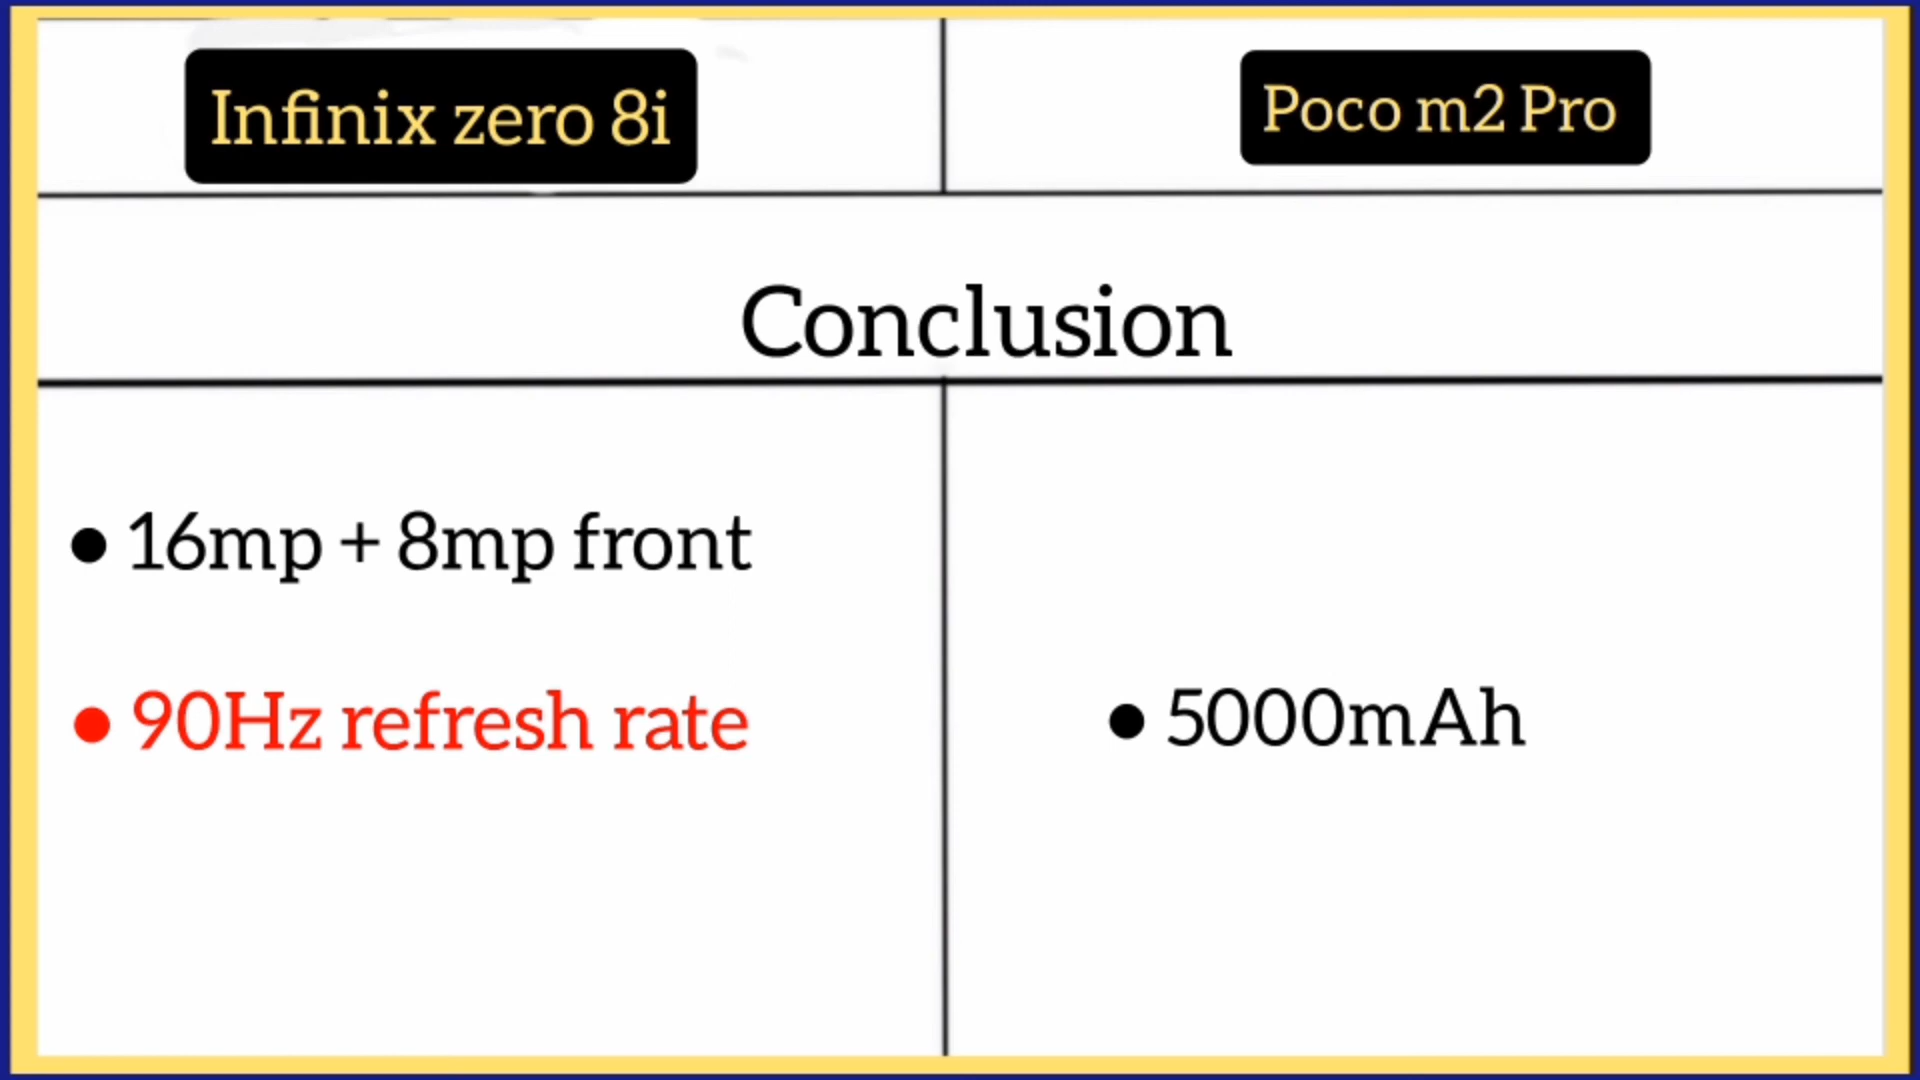 Infinix zero 8i
Poco m2 Pro
Conclusion
● 16mp + 8mp front
● 90Hz refresh rate
● 5000mAh